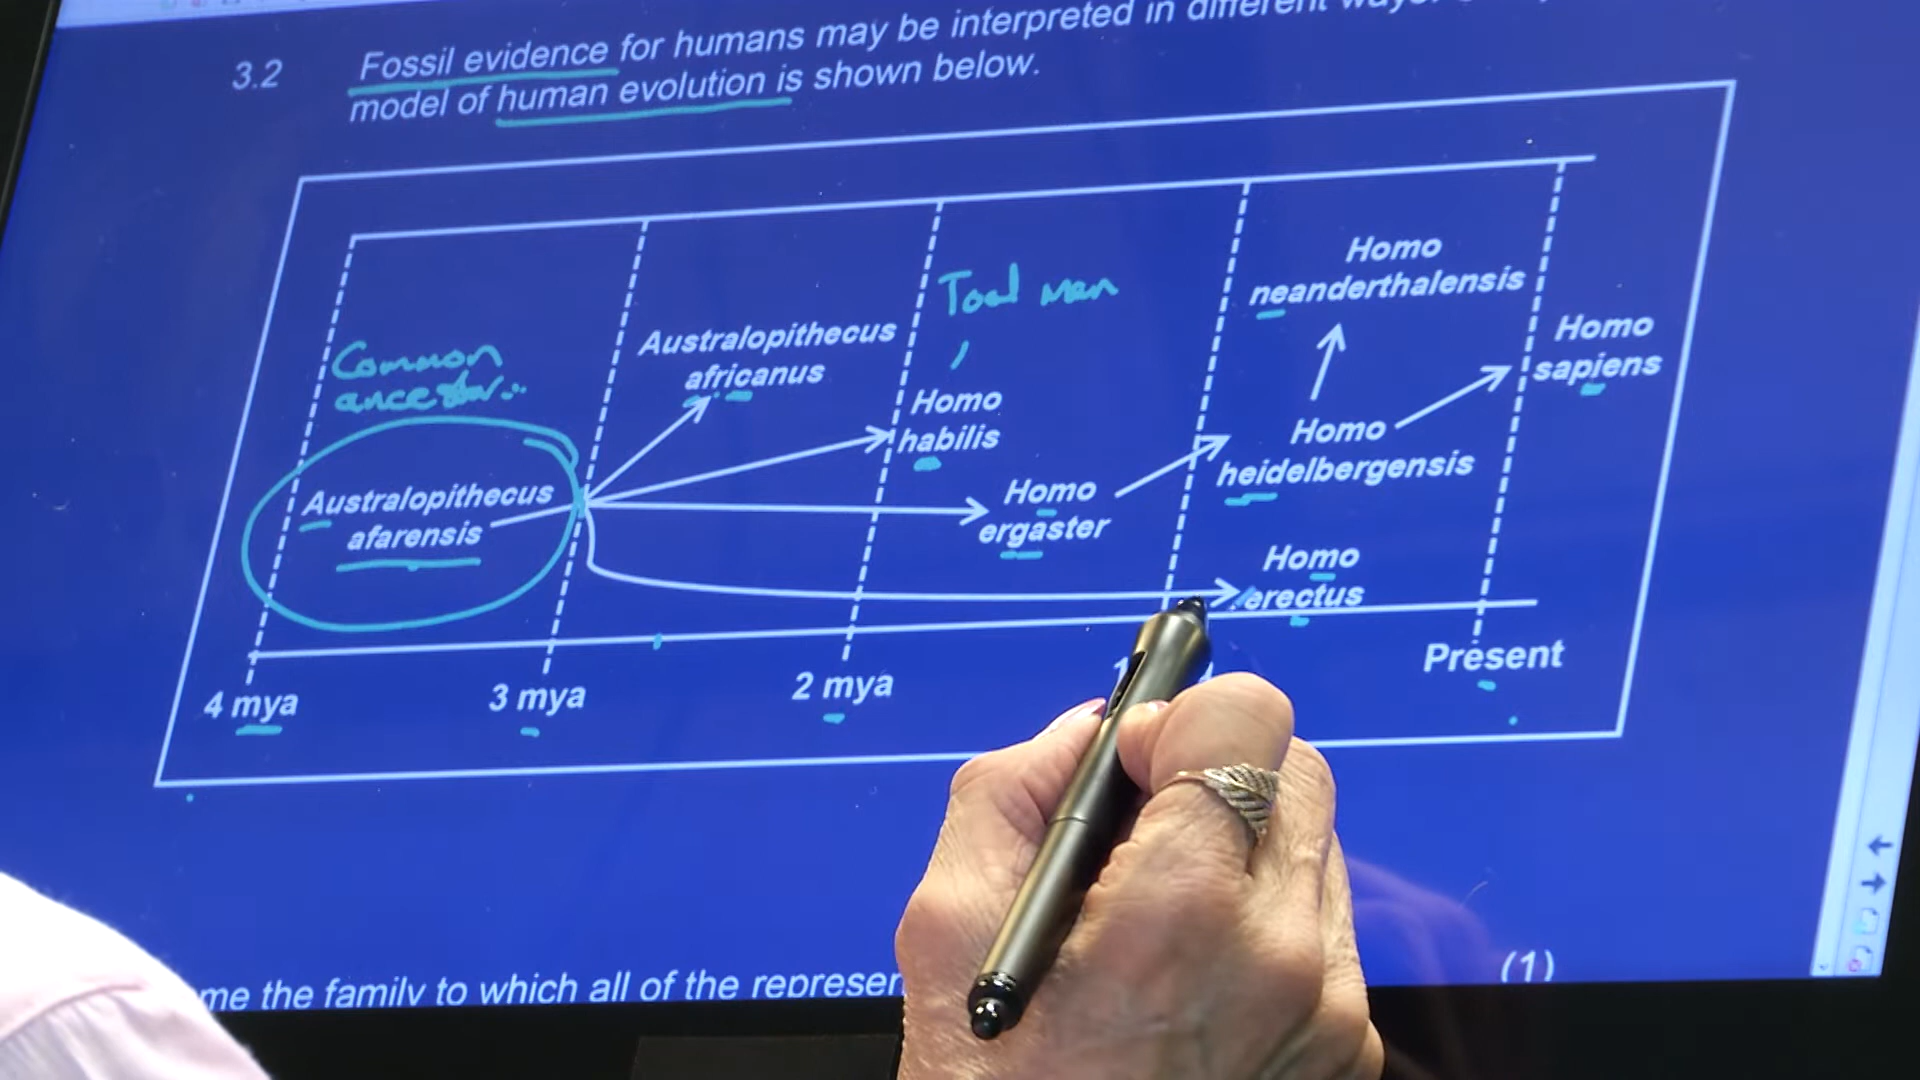 3.2 Fossil evidence for humans may be interpreted in different
model of human evolution is shown below.
Homo
neanderthalensis
Tool man
Homo
sapiens
Australopithecus
africanus
Common
ancestor
Homo
habilis
Homo
heidelbergensis
Australopithecus
afarensis
Homo
ergaster
Homo
erectus
4 mya
3 mya
2 mya
Present
(1)
me the family to which all of the